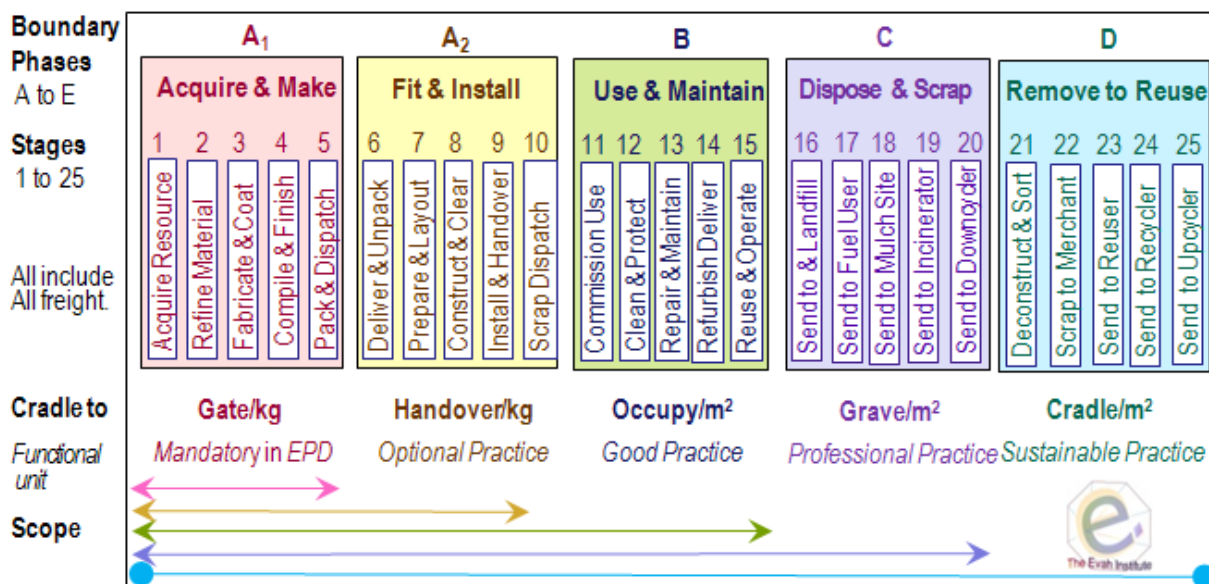 Boundary Phases
A to E
A₁
A₂
B
C
D
Acquire & Make
Fit & Install
Use & Maintain
Dispose & Scrap
Remove to Reuse
Stages
1 to 25
1 2 3 4 5
6 7 8 9 10
11 12 13 14 15
16 17 18 19 20
21 22 23 24 25
All include
All freight.
Acquire Resource
Refine Material
Fabricate & Coat
Compile & Finish
Pack & Dispatch
Deliver & Unpack
Prepare & Layout
Construct & Clear
Install & Handover
Scrap Dispatch
Commission Use
Clean & Protect
Repair & Maintain
Refurbish Deliver
Reuse & Operate
Send to & Landfill
Send to Fuel User
Send to Mulch Site
Send to Incinerator
Send to Downcycler
Deconstruct & Sort
Scrap to Merchant
Send to Reuser
Send to Recycler
Send to Upcycler
Cradle to
Gate/kg
Handover/kg
Occupy/m²
Grave/m²
Cradle/m²
Functional
unit
Mandatory in EPD
Optional Practice
Good Practice
Professional Practice
Sustainable Practice
Scope
e.
The Evah Institute